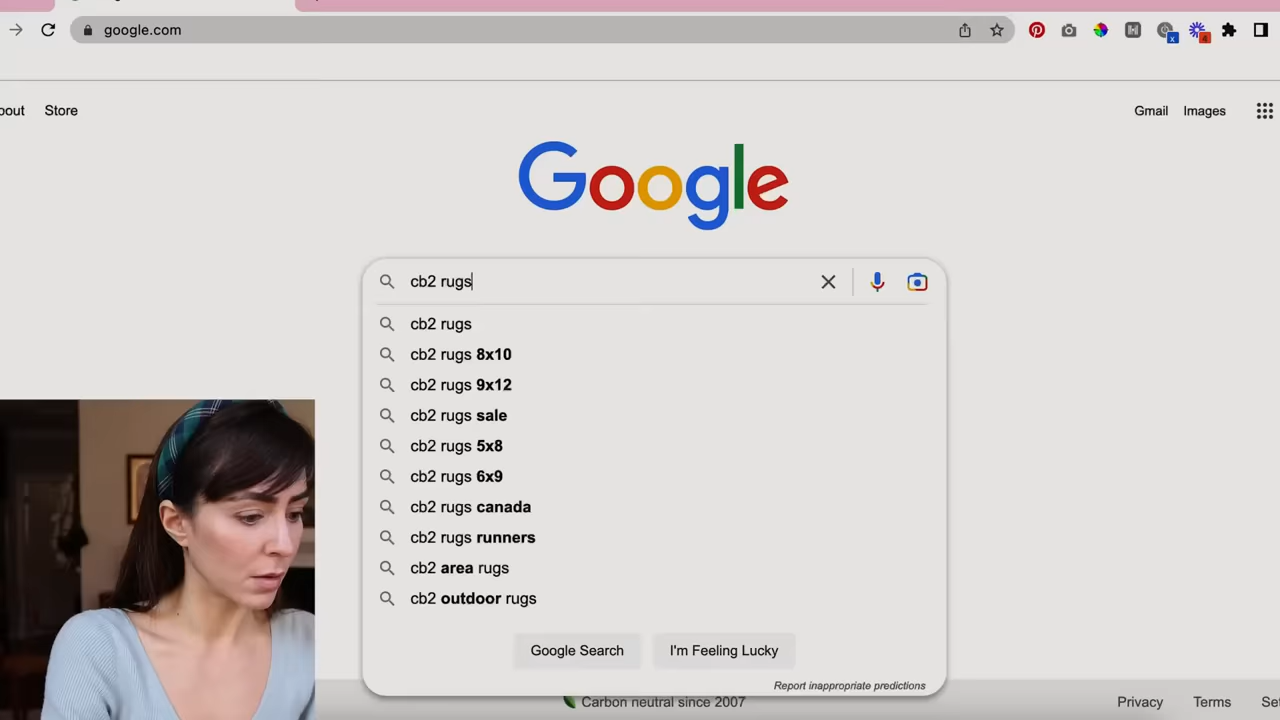 google.com
x
4
bout
Store
Gmail
Images
Google
cb2 rugs
cb2 rugs
cb2 rugs 8x10
cb2 rugs 9x12
cb2 rugs sale
cb2 rugs 5x8
cb2 rugs 6x9
cb2 rugs canada
cb2 rugs runners
cb2 area rugs
cb2 outdoor rugs
Google Search
I'm Feeling Lucky
Report inappropriate predictions
Carbon neutral since 2007
Privacy
Terms
Se